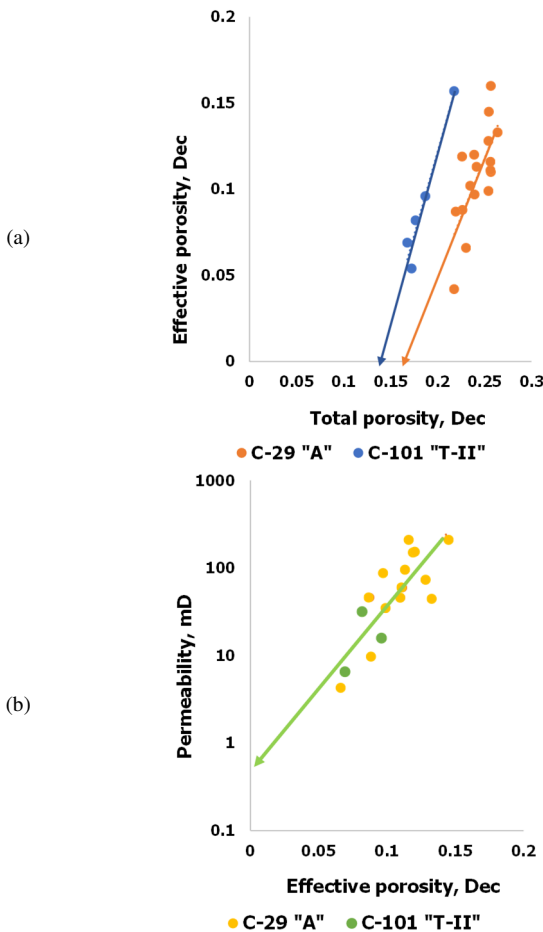 (a)
Effective porosity, Dec
0.2
0.15
0.1
0.05
0
0 0.05 0.1 0.15 0.2 0.25 0.3
Total porosity, Dec
C-29 "A" C-101 "T-II"
(b)
Permeability, mD
1000
100
10
1
0.1
0 0.05 0.1 0.15 0.2
Effective porosity, Dec
C-29 "A" C-101 "T-II"